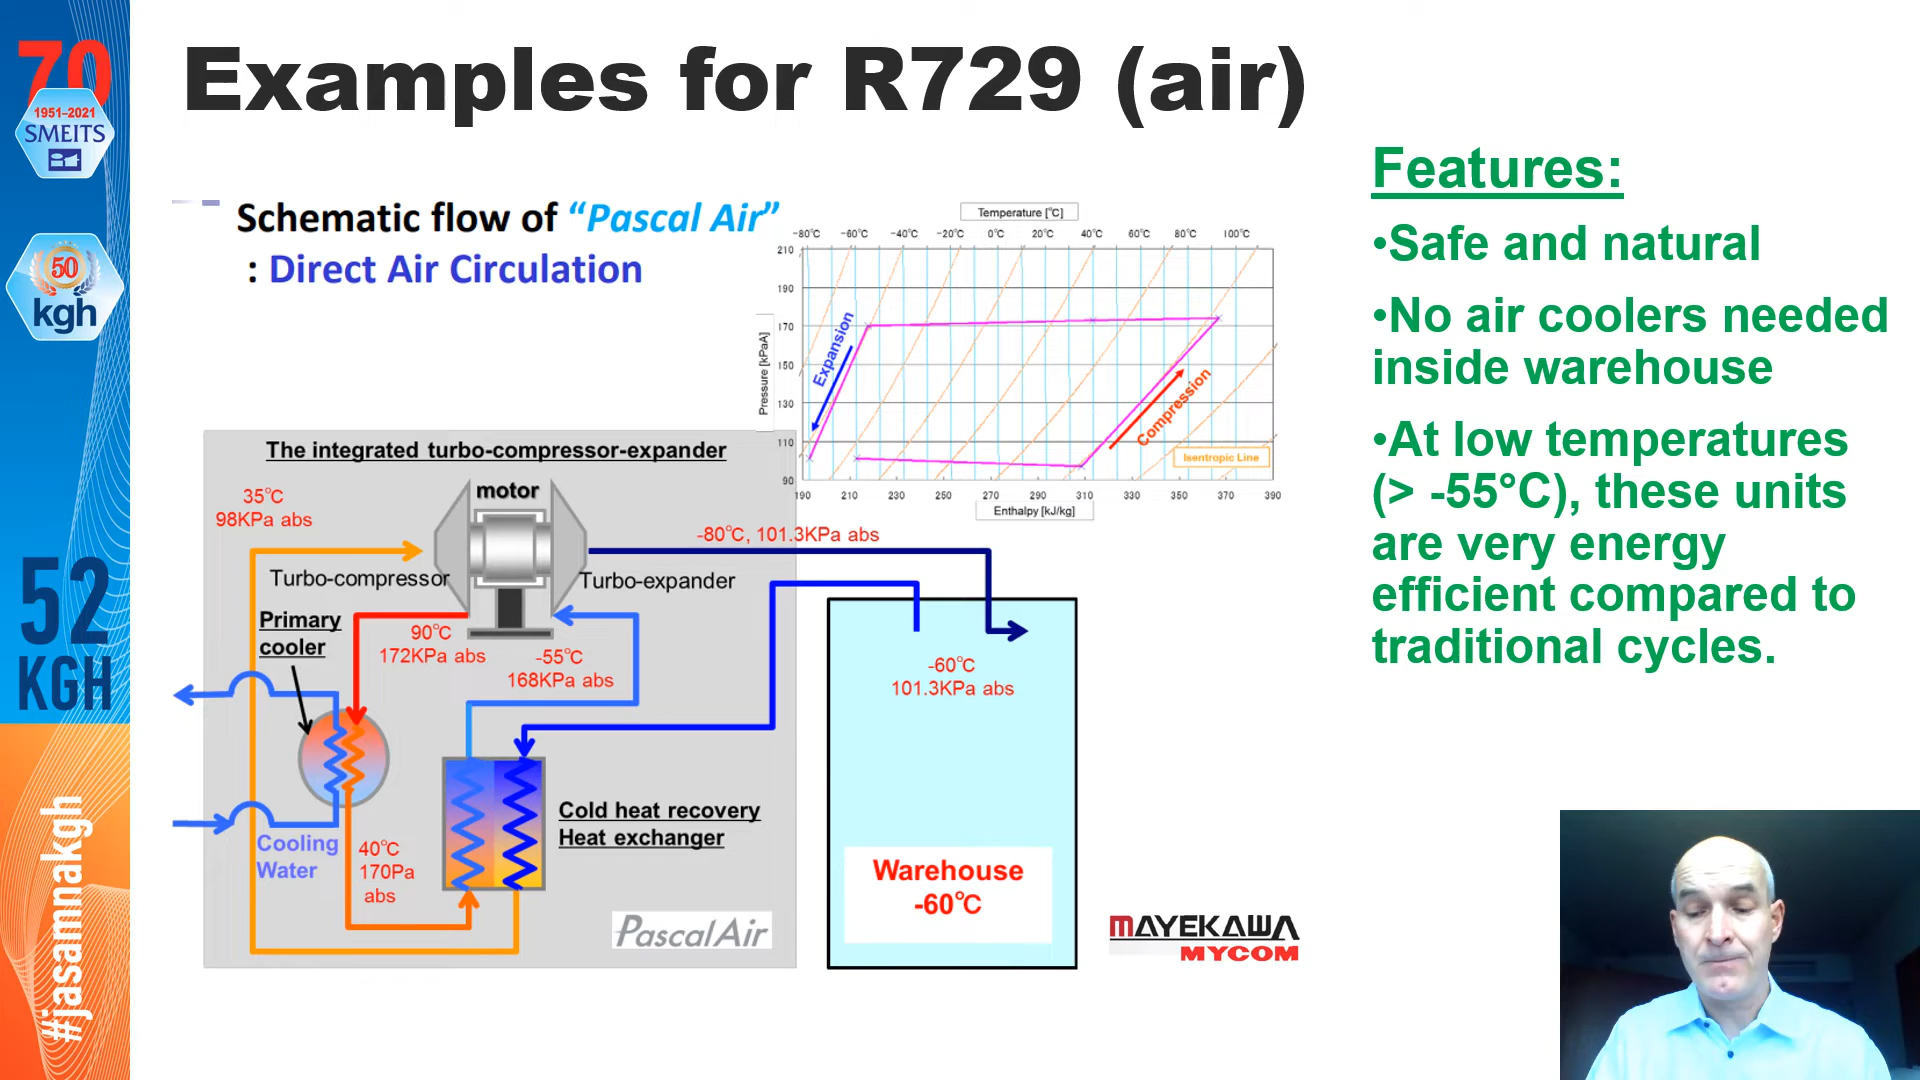 70
1951-2021
SMEITS
50
kgh
52
KGH
#jasamnakgh
Examples for R729 (air)
Schematic flow of “Pascal Air”
: Direct Air Circulation
Temperature [°C]
-80°C -60°C -40°C -20°C 0°C 20°C 40°C 60°C 80°C 100°C
210
190
170
150
130
110
90
Pressure [kPaA]
Expansion
Compression
Isentropic Line
190 210 230 250 270 290 310 330 350 370 390
Enthalpy [kJ/kg]
The integrated turbo-compressor-expander
35°C
98KPa abs
motor
-80°C, 101.3KPa abs
Turbo-compressor
Turbo-expander
Primary
cooler
90°C
172KPa abs
-55°C
168KPa abs
-60°C
101.3KPa abs
Cooling
Water
40°C
170Pa
abs
Cold heat recovery
Heat exchanger
PascalAir
Warehouse
-60°C
MAYEKAWA
MYCOM
Features:
•Safe and natural
•No air coolers needed
inside warehouse
•At low temperatures
(> -55°C), these units
are very energy
efficient compared to
traditional cycles.